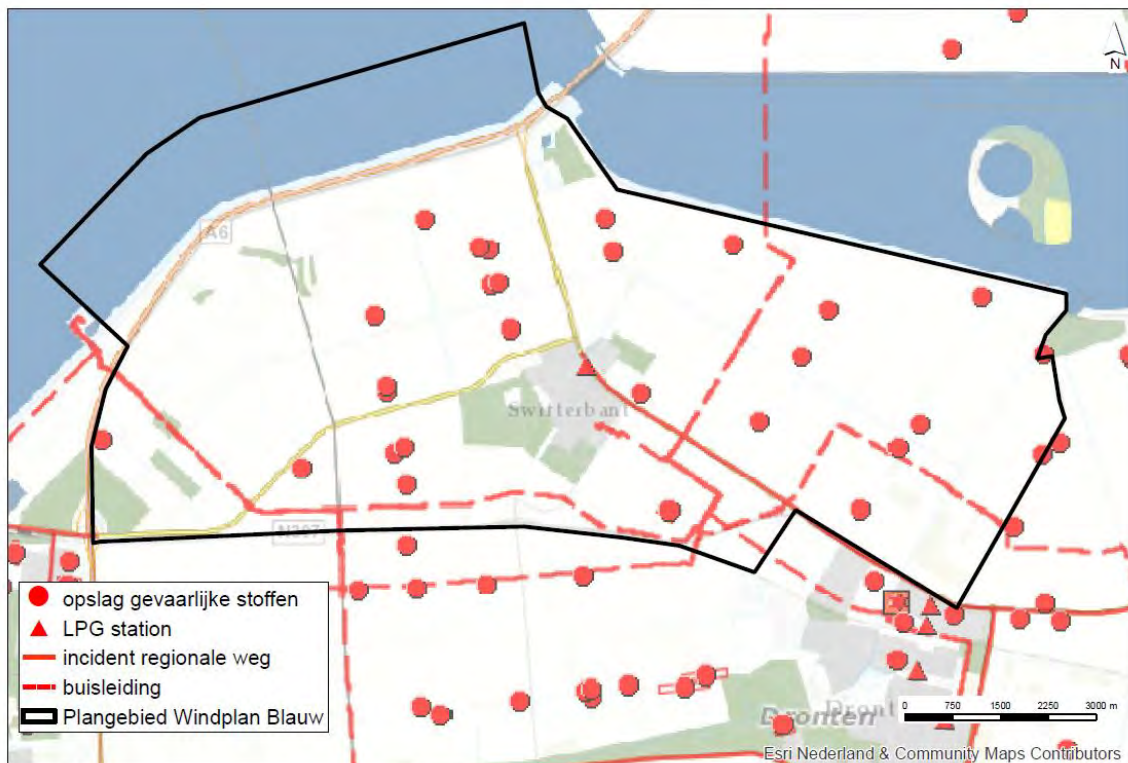 N
A6
Swifterbant
N307
opslag gevaarlijke stoffen
LPG station
incident regionale weg
buisleiding
Plangebied Windplan Blauw
Dronten
Dront
0 750 1500 2250 3000 m
Esri Nederland & Community Maps Contributors